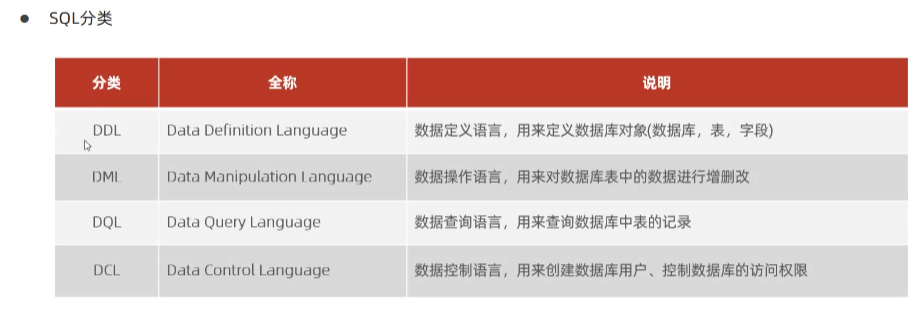 SQL分类
分类 全称 说明
DDL Data Definition Language 数据定义语言，用来定义数据库对象(数据库，表，字段)
DML Data Manipulation Language 数据操作语言，用来对数据库表中的数据进行增删改
DQL Data Query Language 数据查询语言，用来查询数据库中表的记录
DCL Data Control Language 数据控制语言，用来创建数据库用户、控制数据库的访问权限